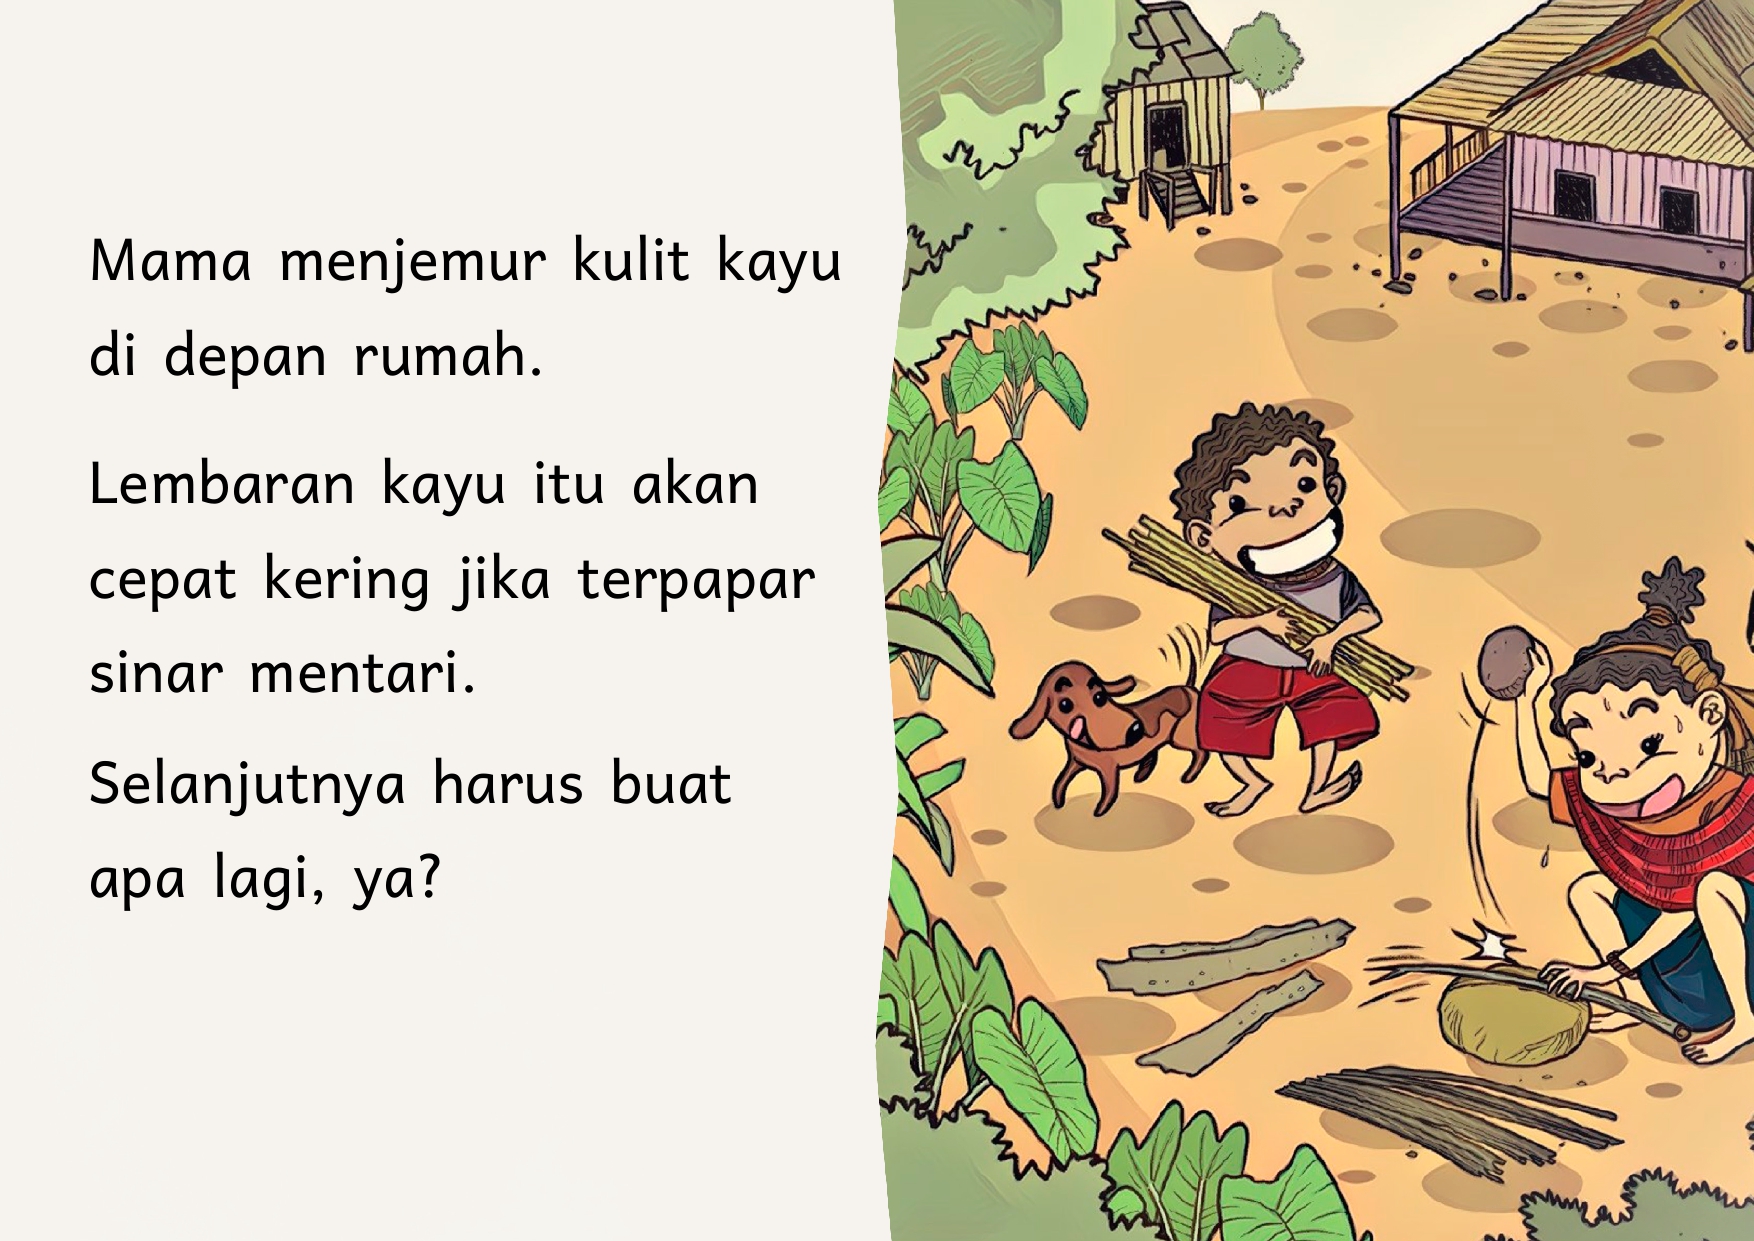 Mama menjemur kulit kayu
di depan rumah.
Lembaran kayu itu akan
cepat kering jika terpapar
sinar mentari.
Selanjutnya harus buat
apa lagi, ya?